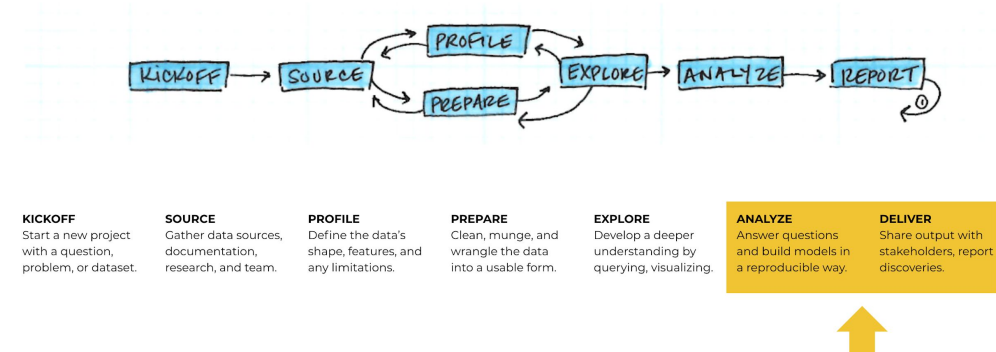 KICKOFF
SOURCE
PROFILE
PREPARE
EXPLORE
ANALYZE
REPORT
1
KICKOFF
Start a new project
with a question,
problem, or dataset.
SOURCE
Gather data sources,
documentation,
research, and team.
PROFILE
Define the data's
shape, features, and
any limitations.
PREPARE
Clean, munge, and
wrangle the data
into a usable form.
EXPLORE
Develop a deeper
understanding by
querying, visualizing.
ANALYZE
Answer questions
and build models in
a reproducible way.
DELIVER
Share output with
stakeholders, report
discoveries.